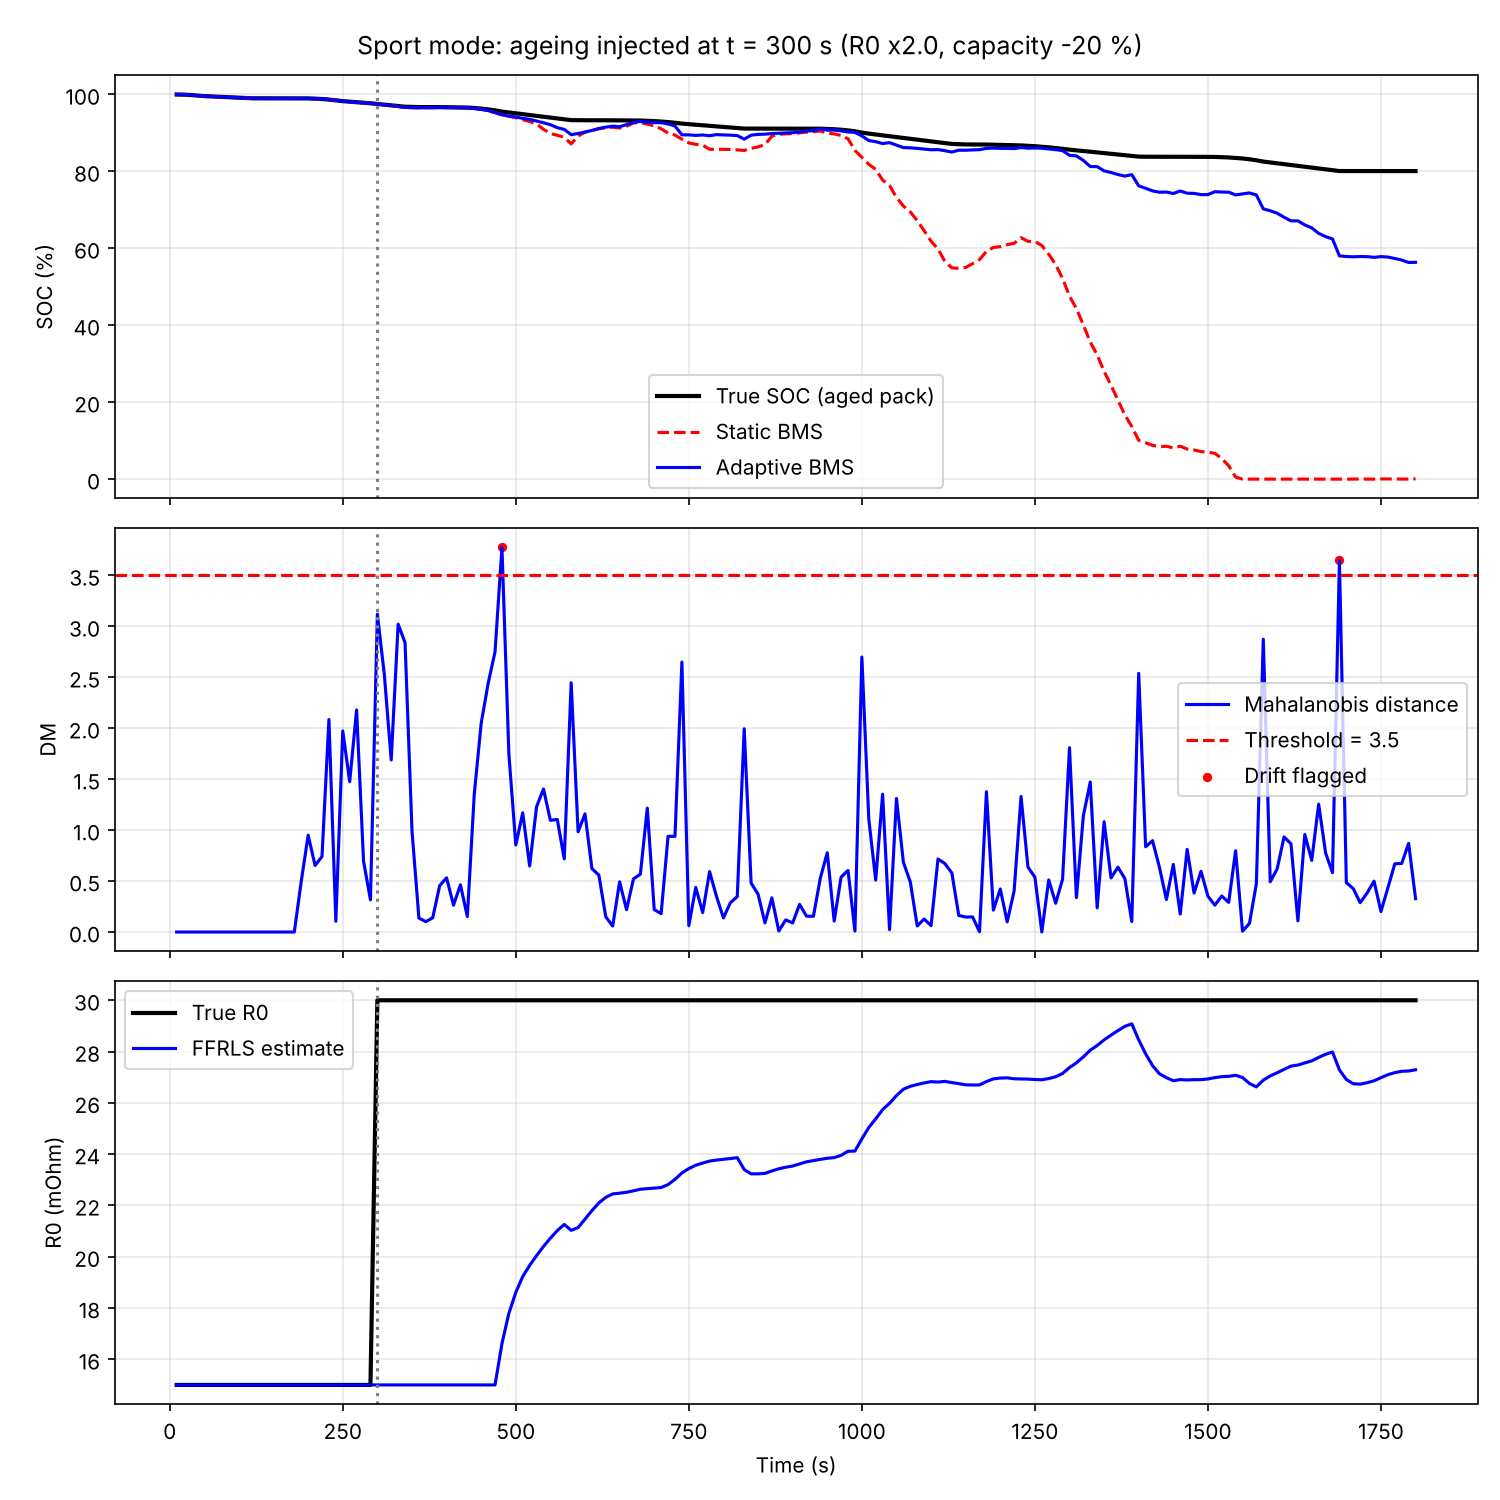 Sport mode: ageing injected at t = 300 s (R0 x2.0, capacity -20 %)
100
80
60
40
20
0
SOC (%)
True SOC (aged pack)
Static BMS
Adaptive BMS
3.5
3.0
2.5
2.0
1.5
1.0
0.5
0.0
DM
Mahalanobis distance
Threshold = 3.5
Drift flagged
30
28
26
24
22
20
18
16
R0 (mOhm)
True R0
FFRLS estimate
0 250 500 750 1000 1250 1500 1750
Time (s)